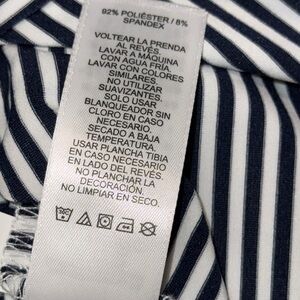 92% POLIÉSTER / 8%
SPANDEX
VOLTEAR LA PRENDA
AL REVÉS.
LAVAR A MÁQUINA
CON AGUA FRÍA
LAVAR CON COLORES
SIMILARES.
NO UTILIZAR
SUAVIZANTES.
SOLO USAR
BLANQUEADOR SIN
CLORO EN CASO
NECESARIO.
SECADO A BAJA
TEMPERATURA.
USAR PLANCHA TIBIA
EN CASO NECESARIO
EN LADO DEL REVÉS.
NO PLANCHAR LA
DECORACIÓN.
NO LIMPIAR EN SECO.